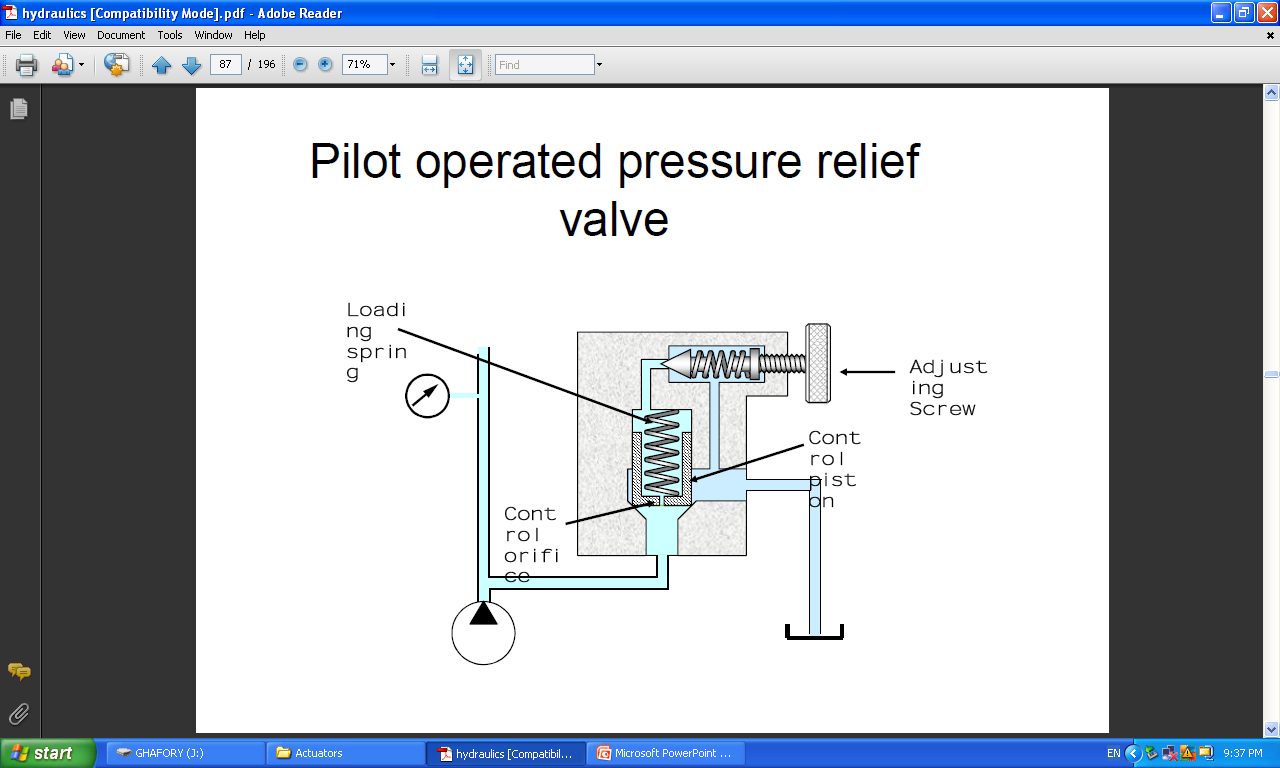 hydraulics [Compatibility Mode].pdf - Adobe Reader
File Edit View Document Tools Window Help
87 / 196 71% Find
Pilot operated pressure relief
valve
Loadi
ng
sprin
g
Adjust
ing
Screw
Cont
rol
pist
on
Cont
rol
orifi
ce
start GHAFORY (J:) Actuators hydraulics [Compatibil... Microsoft PowerPoint ... EN 9:37 PM